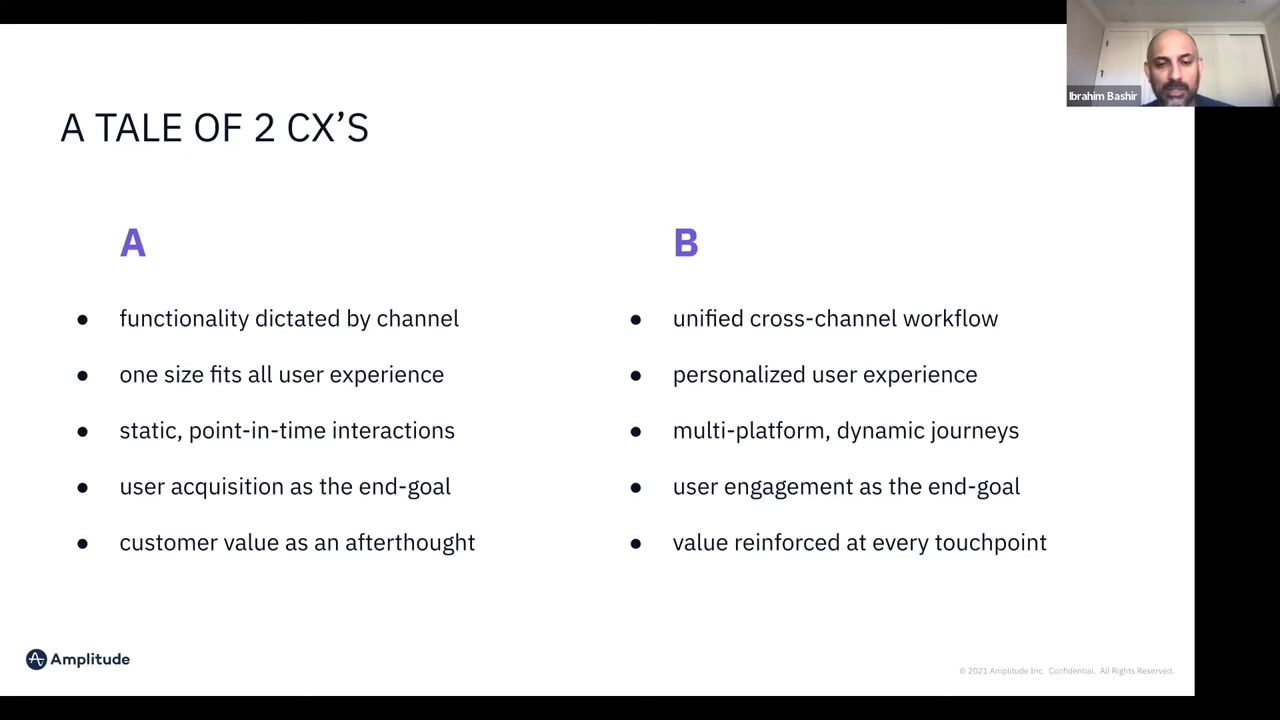 Ibrahim Bashir
A TALE OF 2 CX’S
A
● functionality dictated by channel
● one size fits all user experience
● static, point-in-time interactions
● user acquisition as the end-goal
● customer value as an afterthought
B
● unified cross-channel workflow
● personalized user experience
● multi-platform, dynamic journeys
● user engagement as the end-goal
● value reinforced at every touchpoint
Amplitude
© 2021 Amplitude Inc. Confidential. All Rights Reserved.